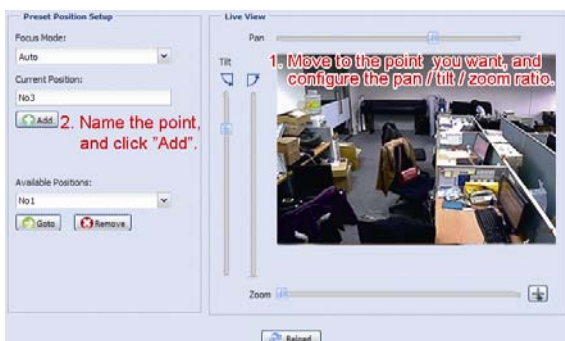 Preset Position Setup
Focus Mode:
Auto
Current Position:
No3
Add
2. Name the point,
and click "Add".
Available Positions:
No1
Goto
Remove
Live View
Pan
Tilt
1. Move to the point you want, and
configure the pan / tilt / zoom ratio.
Zoom
Reload